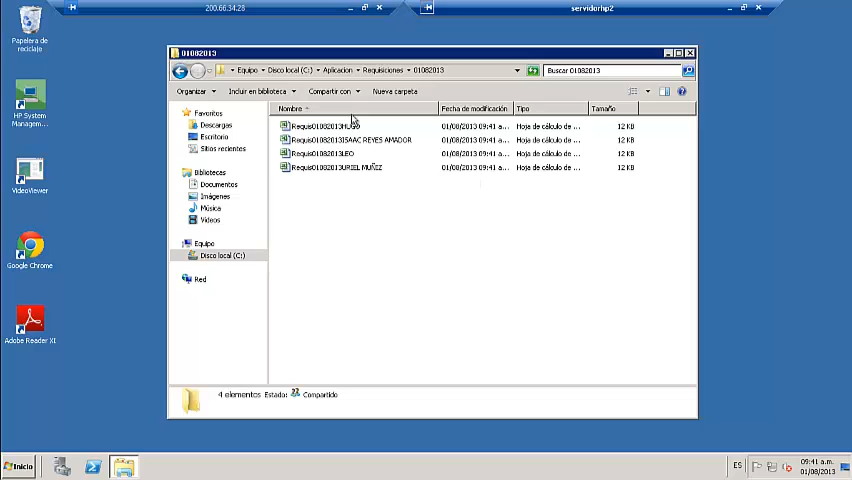 200.66.34.28
servidorhp2
Papelera de
reciclaje
HP System
Managem...
VideoViewer
Google Chrome
Adobe Reader XI
01082013
Equipo Disco local (C:) Aplicacion Requisiciones 01082013
Buscar 01082013
Organizar Incluir en biblioteca Compartir con Nueva carpeta
Favoritos
Descargas
Escritorio
Sitios recientes
Bibliotecas
Documentos
Imágenes
Música
Videos
Equipo
Disco local (C:)
Red
Nombre Fecha de modificación Tipo Tamaño
Requis01082013HUGO 01/08/2013 09:41 a... Hoja de cálculo de ... 12 KB
Requis01082013ISAAC REYES AMADOR 01/08/2013 09:41 a... Hoja de cálculo de ... 12 KB
Requis01082013LEO 01/08/2013 09:41 a... Hoja de cálculo de ... 12 KB
Requis01082013URIEL MUÑIZ 01/08/2013 09:41 a... Hoja de cálculo de ... 12 KB
4 elementos Estado: Compartido
Inicio
ES
09:41 a.m.
01/08/2013